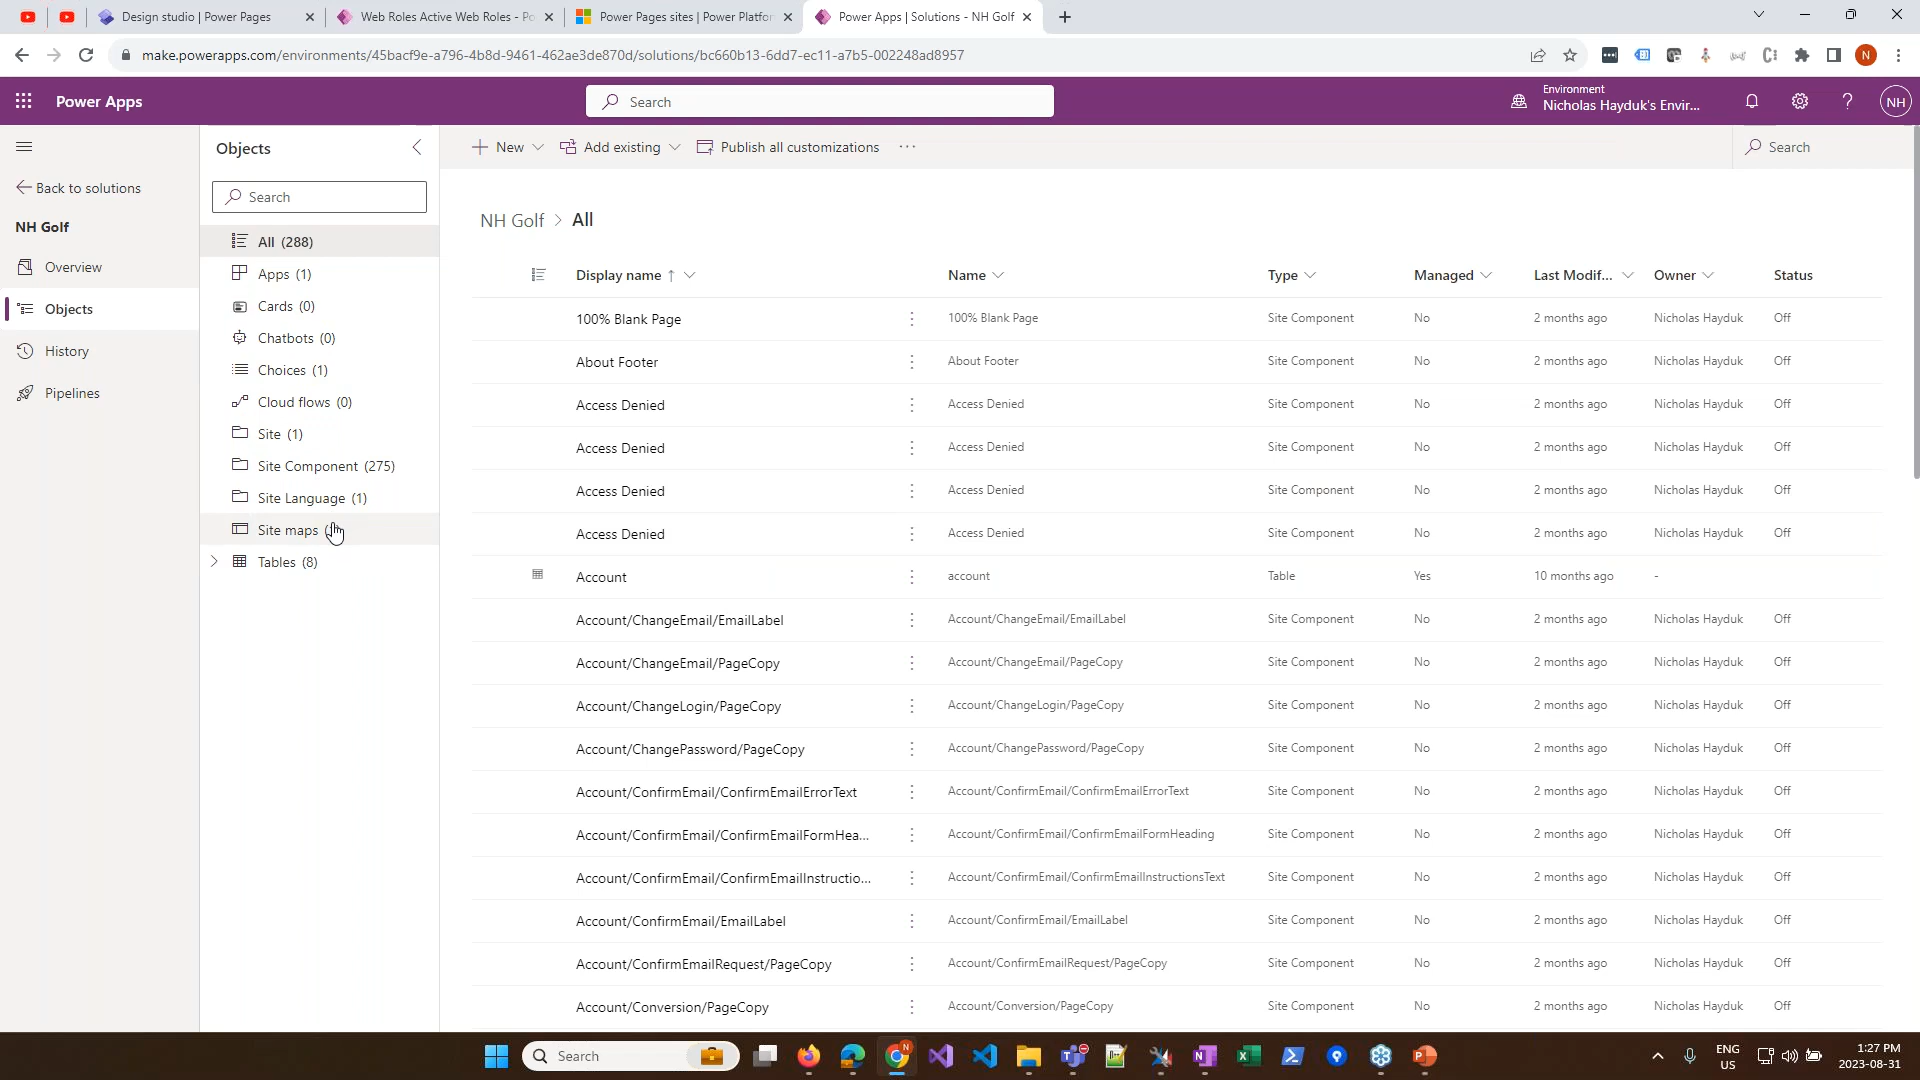 Design studio | Power Pages
Web Roles Active Web Roles - Po
Power Pages sites | Power Platfor
Power Apps | Solutions - NH Golf
make.powerapps.com/environments/45bacf9e-a796-4b8d-9461-462ae3de870d/solutions/bc660b13-6dd7-ec11-a7b5-002248ad8957
N
Power Apps
Search
Environment
Nicholas Hayduk's Envir...
NH
Objects
New
Add existing
Publish all customizations
Search
Back to solutions
Search
NH Golf
NH Golf > All
All (288)
Overview
Apps (1)
Display name ↑
Name
Type
Managed
Last Modif...
Owner
Status
Objects
Cards (0)
100% Blank Page 100% Blank Page Site Component No 2 months ago Nicholas Hayduk Off
History
Chatbots (0)
About Footer About Footer Site Component No 2 months ago Nicholas Hayduk Off
Choices (1)
Pipelines
Cloud flows (0)
Access Denied Access Denied Site Component No 2 months ago Nicholas Hayduk Off
Site (1)
Access Denied Access Denied Site Component No 2 months ago Nicholas Hayduk Off
Site Component (275)
Access Denied Access Denied Site Component No 2 months ago Nicholas Hayduk Off
Site Language (1)
Site maps
Access Denied Access Denied Site Component No 2 months ago Nicholas Hayduk Off
Tables (8)
Account account Table Yes 10 months ago -
Account/ChangeEmail/EmailLabel Account/ChangeEmail/EmailLabel Site Component No 2 months ago Nicholas Hayduk Off
Account/ChangeEmail/PageCopy Account/ChangeEmail/PageCopy Site Component No 2 months ago Nicholas Hayduk Off
Account/ChangeLogin/PageCopy Account/ChangeLogin/PageCopy Site Component No 2 months ago Nicholas Hayduk Off
Account/ChangePassword/PageCopy Account/ChangePassword/PageCopy Site Component No 2 months ago Nicholas Hayduk Off
Account/ConfirmEmail/ConfirmEmailErrorText Account/ConfirmEmail/ConfirmEmailErrorText Site Component No 2 months ago Nicholas Hayduk Off
Account/ConfirmEmail/ConfirmEmailFormHea... Account/ConfirmEmail/ConfirmEmailFormHeading Site Component No 2 months ago Nicholas Hayduk Off
Account/ConfirmEmail/ConfirmEmailInstructio... Account/ConfirmEmail/ConfirmEmailInstructionsText Site Component No 2 months ago Nicholas Hayduk Off
Account/ConfirmEmail/EmailLabel Account/ConfirmEmail/EmailLabel Site Component No 2 months ago Nicholas Hayduk Off
Account/ConfirmEmailRequest/PageCopy Account/ConfirmEmailRequest/PageCopy Site Component No 2 months ago Nicholas Hayduk Off
Account/Conversion/PageCopy Account/Conversion/PageCopy Site Component No 2 months ago Nicholas Hayduk Off
Search
ENG
US
1:27 PM
2023-08-31